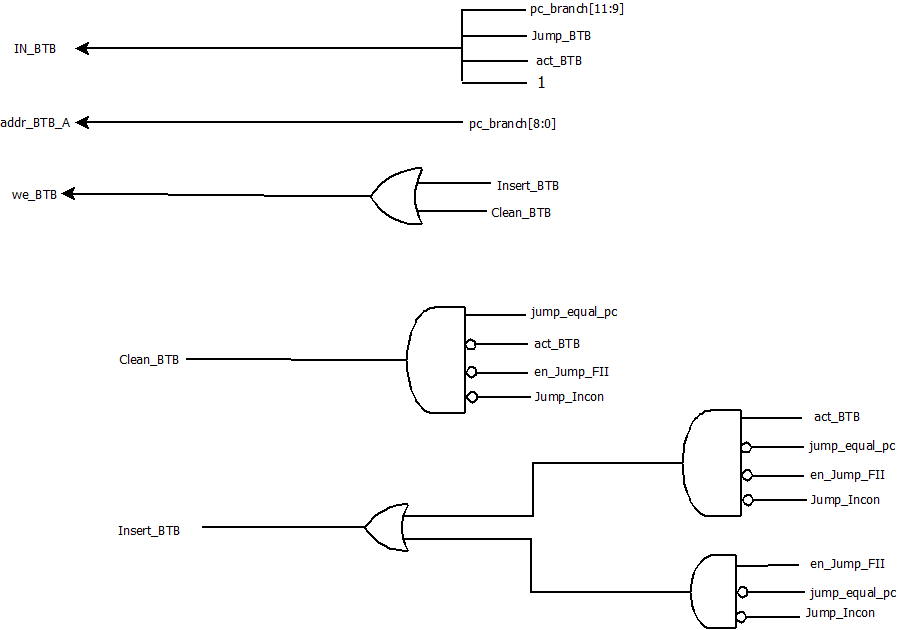 pc_branch[11:9]
IN_BTB
Jump_BTB
act_BTB
1
addr_BTB_A
pc_branch[8:0]
we_BTB
Insert_BTB
Clean_BTB
jump_equal_pc
Clean_BTB
act_BTB
en_Jump_FII
Jump_Incon
act_BTB
jump_equal_pc
en_Jump_FII
Jump_Incon
Insert_BTB
en_Jump_FII
jump_equal_pc
Jump_Incon